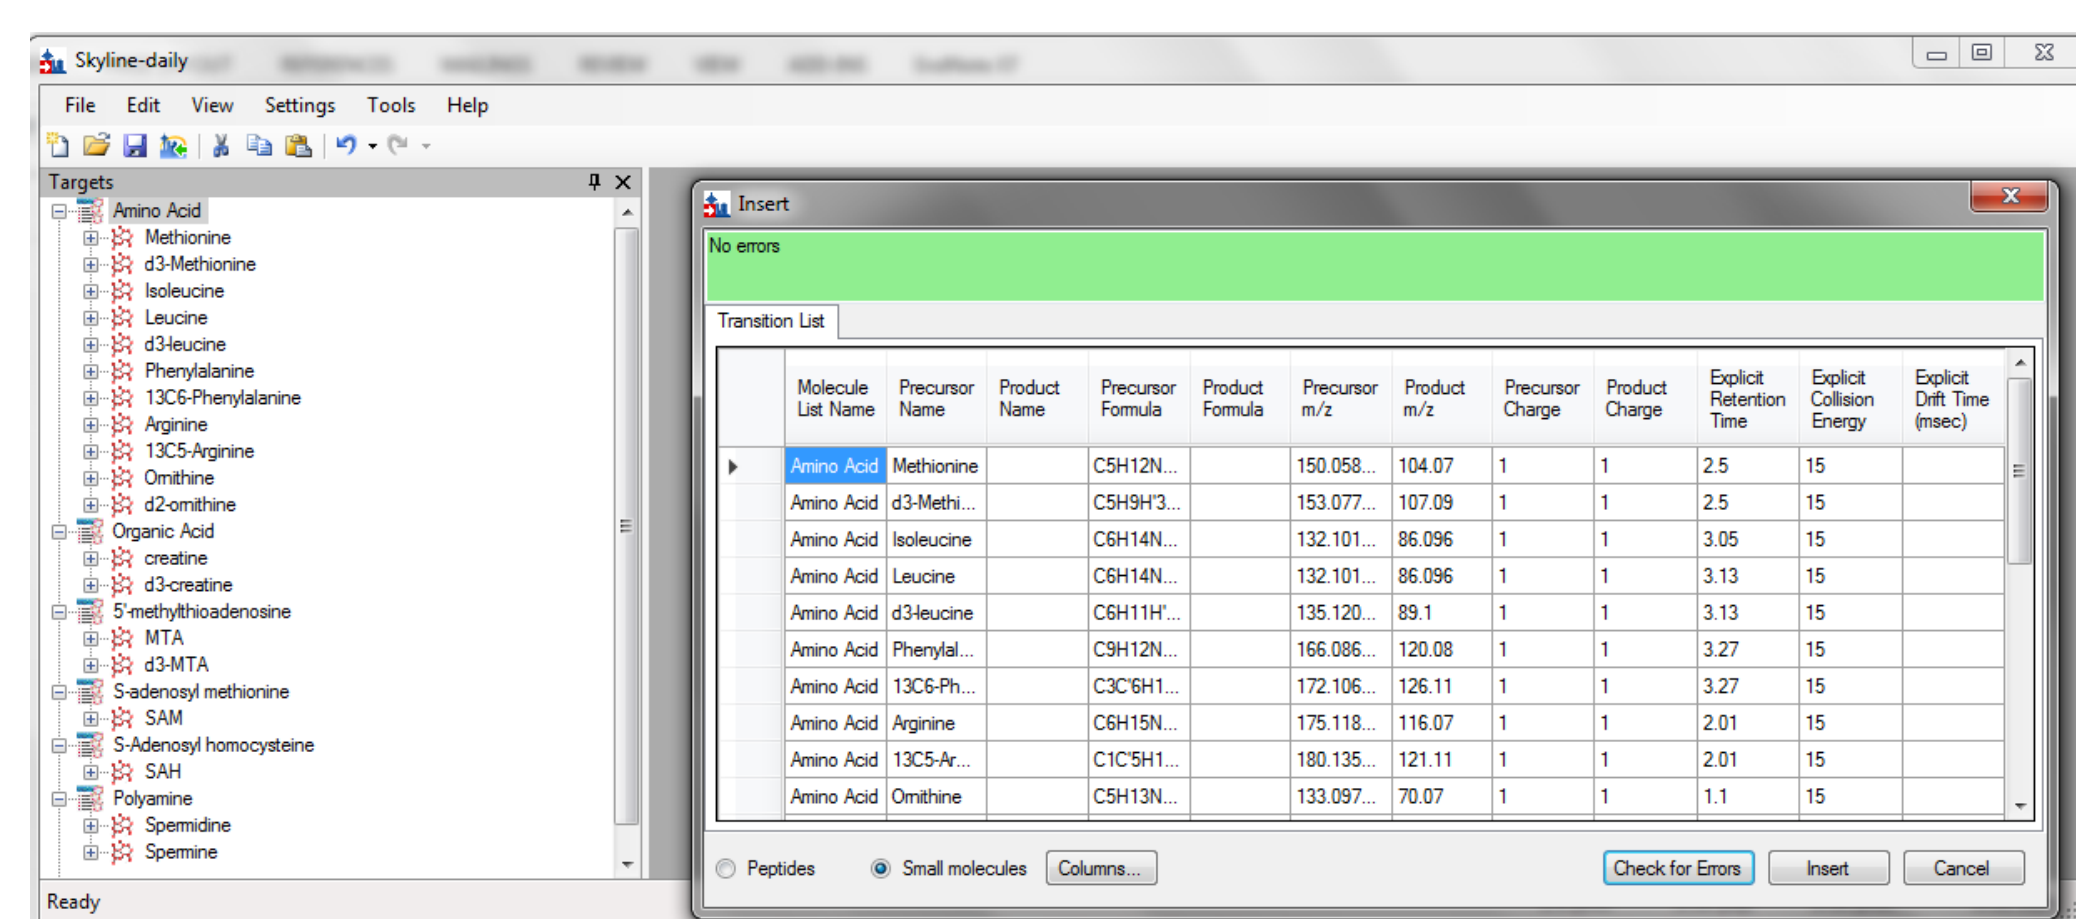 Skyline-daily
REFERENCES MAILINGS REVIEW VIEW ADD-INS EndNote X7
File Edit View Settings Tools Help
Targets
Amino Acid
Methionine
d3-Methionine
Isoleucine
Leucine
d3-leucine
Phenylalanine
13C6-Phenylalanine
Arginine
13C5-Arginine
Ornithine
d2-ornithine
Organic Acid
creatine
d3-creatine
5'-methylthioadenosine
MTA
d3-MTA
S-adenosyl methionine
SAM
S-Adenosyl homocysteine
SAH
Polyamine
Spermidine
Spermine
Ready
Insert
No errors
Transition List
Molecule List Name Precursor Name Product Name Precursor Formula Product Formula Precursor m/z Product m/z Precursor Charge Product Charge Explicit Retention Time Explicit Collision Energy Explicit Drift Time (msec)
Amino Acid Methionine C5H12N... 150.058... 104.07 1 1 2.5 15
Amino Acid d3-Methi... C5H9H'3... 153.077... 107.09 1 1 2.5 15
Amino Acid Isoleucine C6H14N... 132.101... 86.096 1 1 3.05 15
Amino Acid Leucine C6H14N... 132.101... 86.096 1 1 3.13 15
Amino Acid d3-leucine C6H11H'... 135.120... 89.1 1 1 3.13 15
Amino Acid Phenylal... C9H12N... 166.086... 120.08 1 1 3.27 15
Amino Acid 13C6-Ph... C3C'6H1... 172.106... 126.11 1 1 3.27 15
Amino Acid Arginine C6H15N... 175.118... 116.07 1 1 2.01 15
Amino Acid 13C5-Ar... C1C'5H1... 180.135... 121.11 1 1 2.01 15
Amino Acid Ornithine C5H13N... 133.097... 70.07 1 1 1.1 15
Peptides Small molecules Columns... Check for Errors Insert Cancel